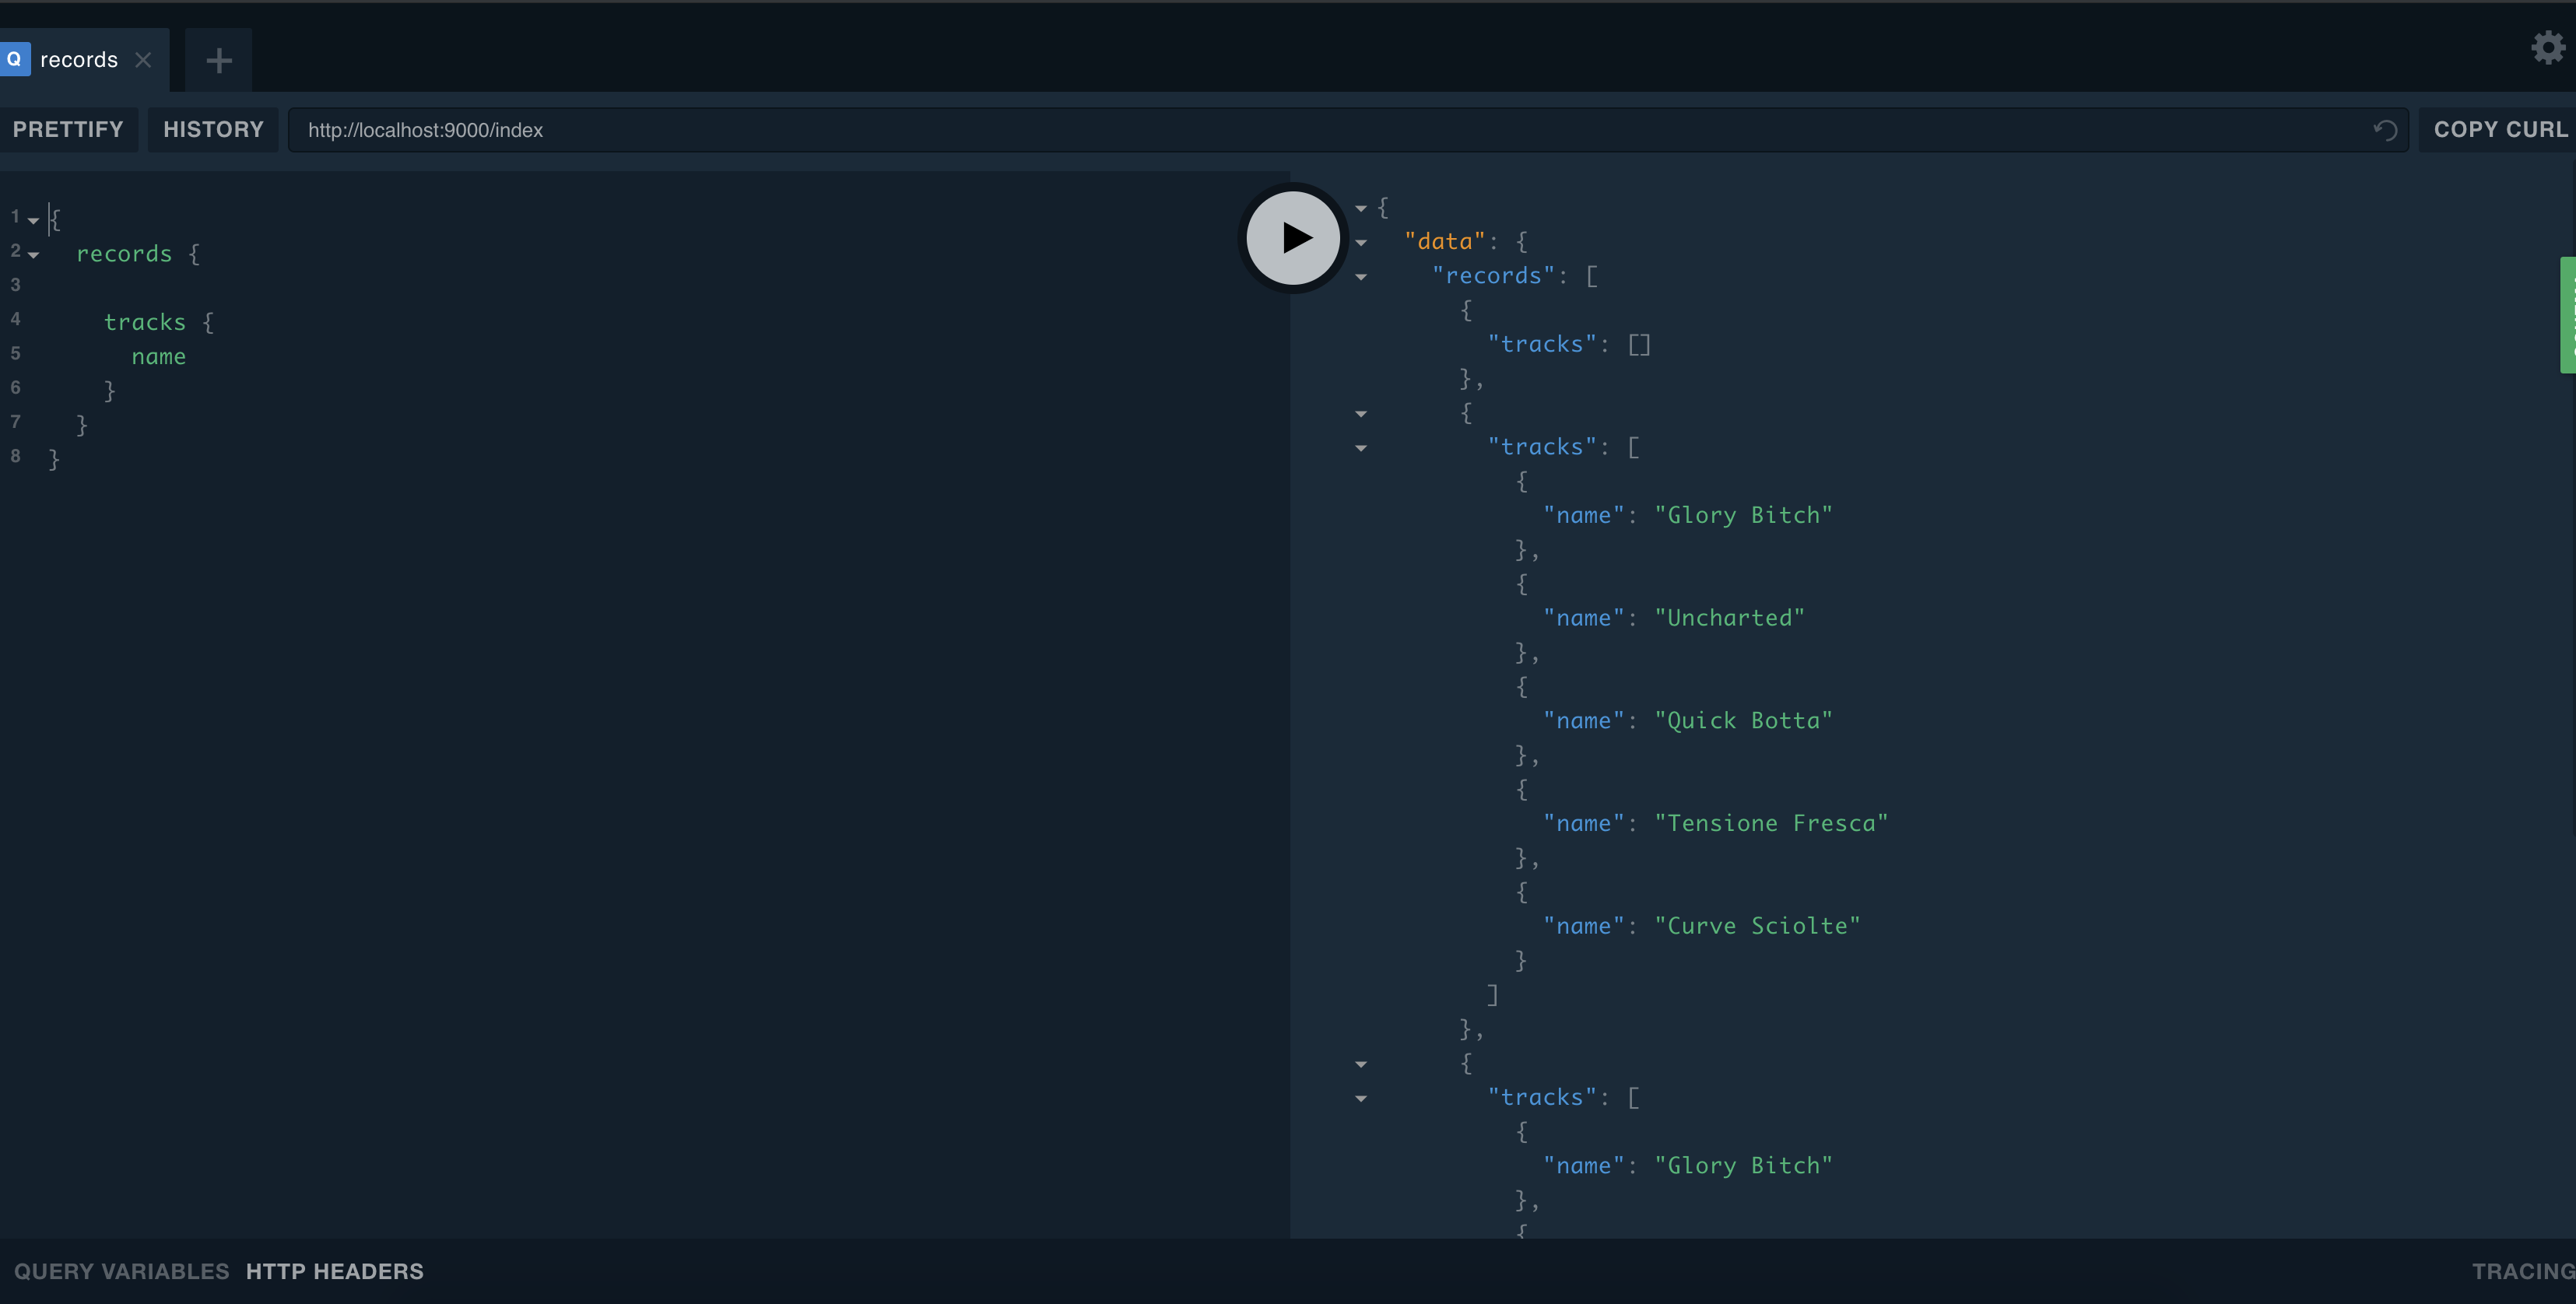 Q records
PRETTIFY HISTORY http://localhost:9000/index COPY CURL
1 {
2 records {
3
4 tracks {
5 name
6 }
7 }
8 }
{
"data": {
"records": [
{
"tracks": []
},
{
"tracks": [
{
"name": "Glory Bitch"
},
{
"name": "Uncharted"
},
{
"name": "Quick Botta"
},
{
"name": "Tensione Fresca"
},
{
"name": "Curve Sciolte"
}
]
},
{
"tracks": [
{
"name": "Glory Bitch"
},
{
QUERY VARIABLES HTTP HEADERS TRACING